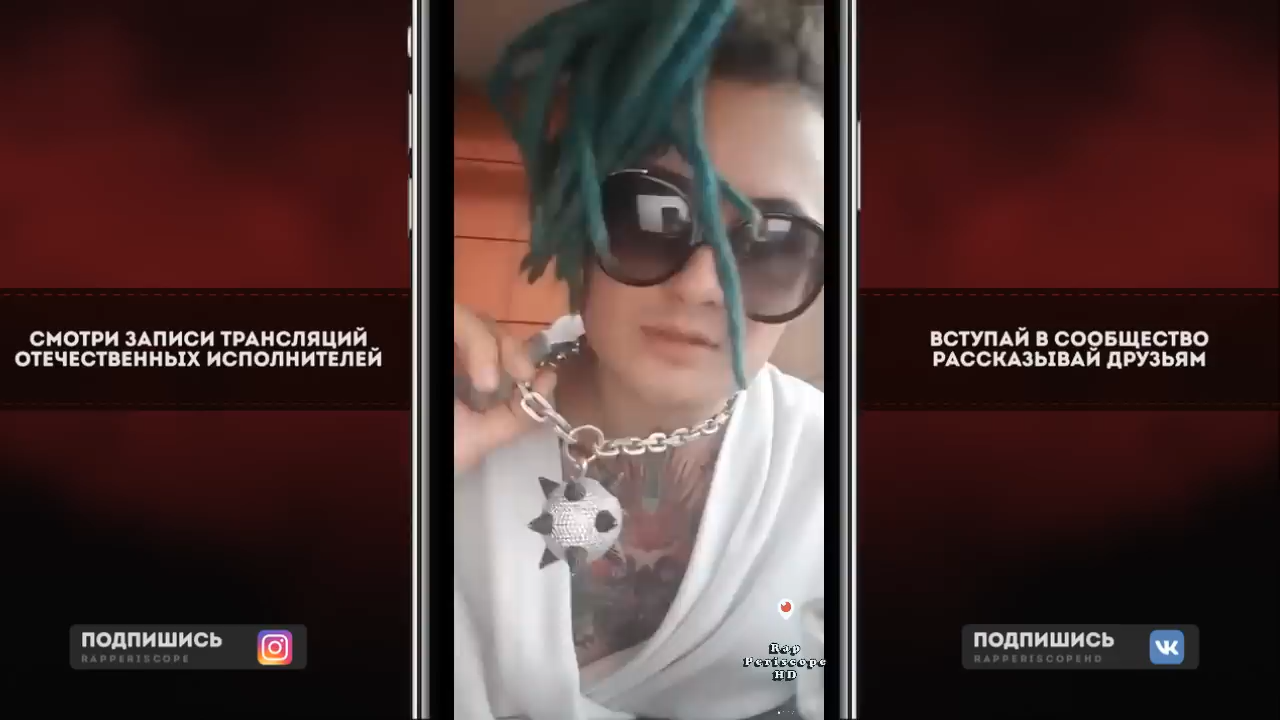 СМОТРИ ЗАПИСИ ТРАНСЛЯЦИЙ
ОТЕЧЕСТВЕННЫХ ИСПОЛНИТЕЛЕЙ
ВСТУПАЙ В СООБЩЕСТВО
РАССКАЗЫВАЙ ДРУЗЬЯМ
ПОДПИШИСЬ
RAPPERISCOPE
Rap
Periscope
HD
ПОДПИШИСЬ
RAPPERISCOPEHD